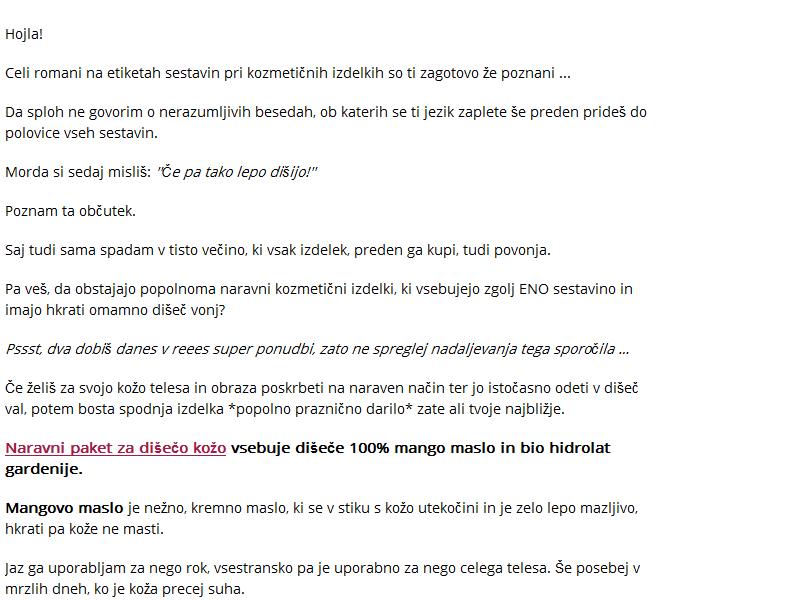 Hojla!
Celi romani na etiketah sestavin pri kozmetičnih izdelkih so ti zagotovo že poznani ...
Da sploh ne govorim o nerazumljivih besedah, ob katerih se ti jezik zaplete še preden prideš do
polovice vseh sestavin.
Morda si sedaj misliš: "Če pa tako lepo dišijo!"
Poznam ta občutek.
Saj tudi sama spadam v tisto večino, ki vsak izdelek, preden ga kupi, tudi povonja.
Pa veš, da obstajajo popolnoma naravni kozmetični izdelki, ki vsebujejo zgolj ENO sestavino in
imajo hkrati omamno dišeč vonj?
Pssst, dva dobiš danes v reees super ponudbi, zato ne spreglej nadaljevanja tega sporočila ...
Če želiš za svojo kožo telesa in obraza poskrbeti na naraven način ter jo istočasno odeti v dišeč
val, potem bosta spodnja izdelka *popolno praznično darilo* zate ali tvoje najbližje.
Naravni paket za dišečo kožo vsebuje dišeče 100% mango maslo in bio hidrolat
gardenije.
Mangovo maslo je nežno, kremno maslo, ki se v stiku s kožo utekočini in je zelo lepo mazljivo,
hkrati pa kože ne masti.
Jaz ga uporabljam za nego rok, vsestransko pa je uporabno za nego celega telesa. Še posebej v
mrzlih dneh, ko je koža precej suha.